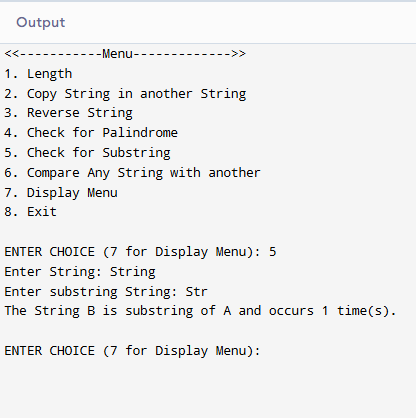 Output
<<-----------Menu------------->>
1. Length
2. Copy String in another String
3. Reverse String
4. Check for Palindrome
5. Check for Substring
6. Compare Any String with another
7. Display Menu
8. Exit
ENTER CHOICE (7 for Display Menu): 5
Enter String: String
Enter substring String: Str
The String B is substring of A and occurs 1 time(s).
ENTER CHOICE (7 for Display Menu):